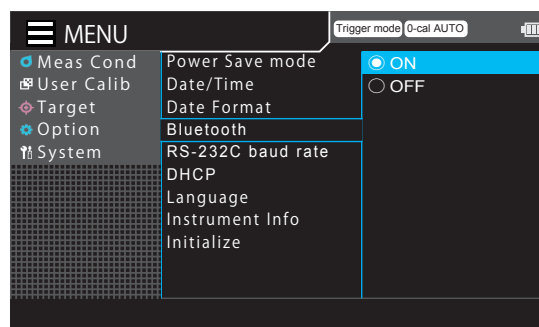 MENU
Trigger mode 0-cal AUTO
Meas Cond
User Calib
Target
Option
System
Power Save mode
Date/Time
Date Format
Bluetooth
RS-232C baud rate
DHCP
Language
Instrument Info
Initialize
ON
OFF